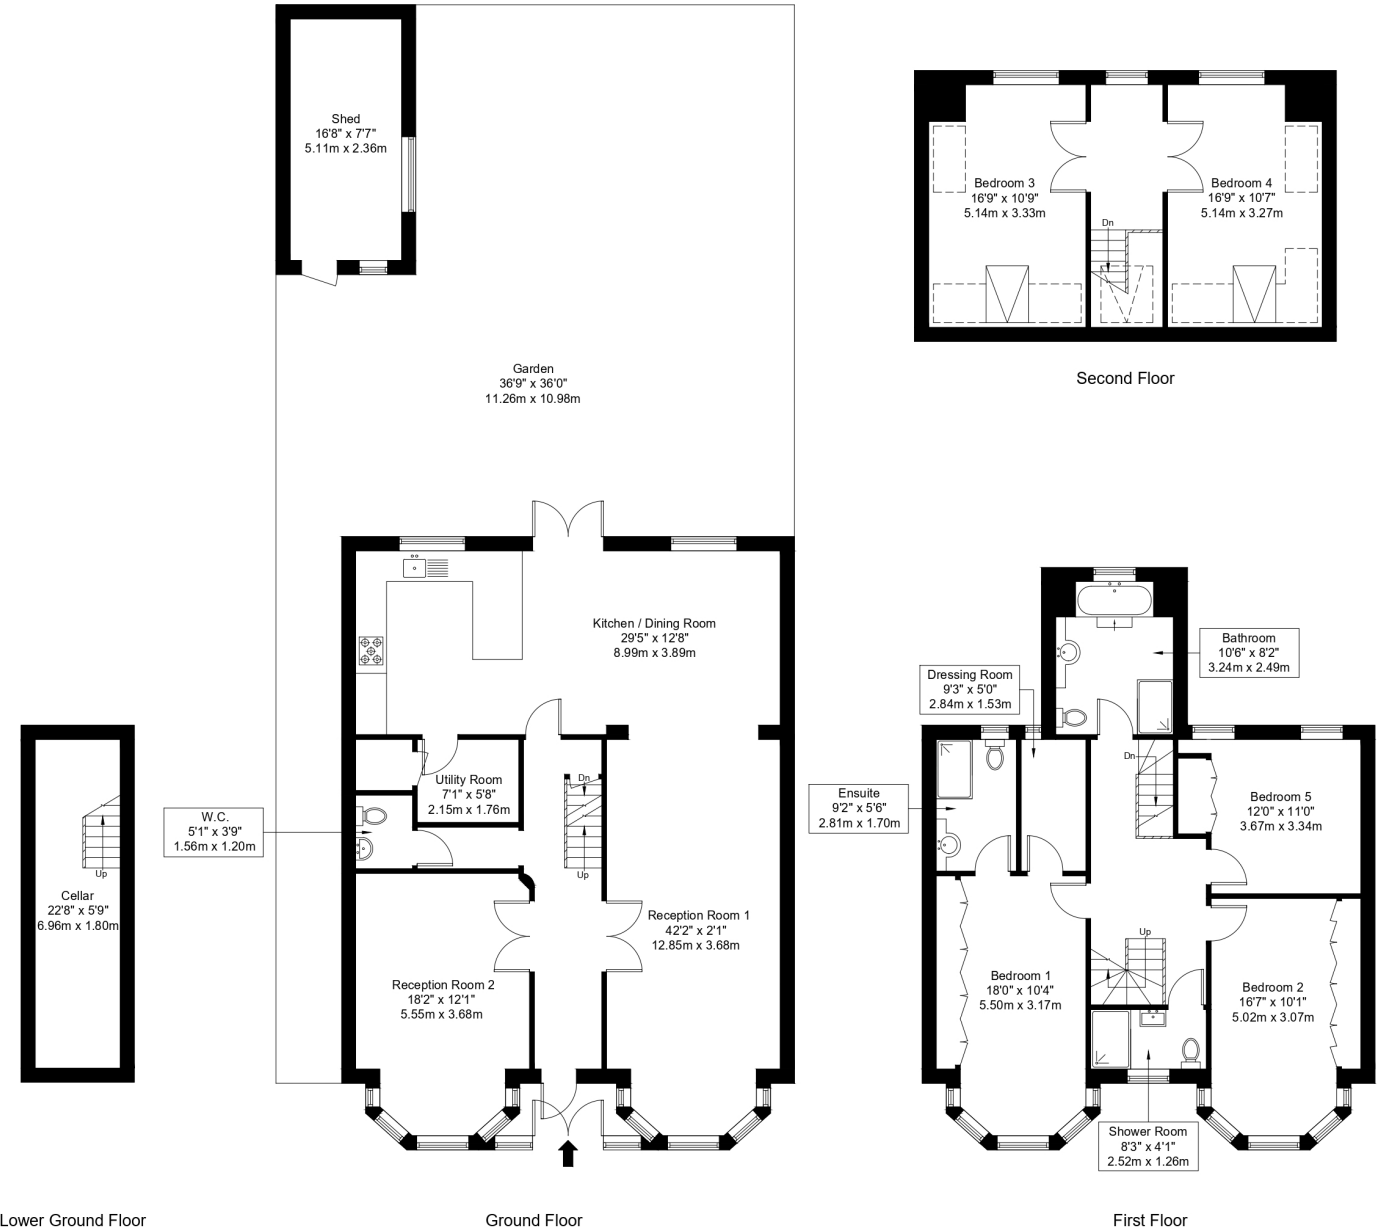 Shed
16'8" x 7'7"
5.11m x 2.36m
Garden
36'9" x 36'0"
11.26m x 10.98m
Kitchen / Dining Room
29'5" x 12'8"
8.99m x 3.89m
Utility Room
7'1" x 5'8"
2.15m x 1.76m
Dn
Up
W.C.
5'1" x 3'9"
1.56m x 1.20m
Reception Room 1
42'2" x 2'1"
12.85m x 3.68m
Reception Room 2
18'2" x 12'1"
5.55m x 3.68m
Up
Cellar
22'8" x 5'9"
6.96m x 1.80m
Lower Ground Floor
Ground Floor
Bedroom 3
16'9" x 10'9"
5.14m x 3.33m
Bedroom 4
16'9" x 10'7"
5.14m x 3.27m
Dn
Second Floor
Bathroom
10'6" x 8'2"
3.24m x 2.49m
Dressing Room
9'3" x 5'0"
2.84m x 1.53m
Dn
Ensuite
9'2" x 5'6"
2.81m x 1.70m
Bedroom 5
12'0" x 11'0"
3.67m x 3.34m
Up
Bedroom 1
18'0" x 10'4"
5.50m x 3.17m
Bedroom 2
16'7" x 10'1"
5.02m x 3.07m
Shower Room
8'3" x 4'1"
2.52m x 1.26m
First Floor